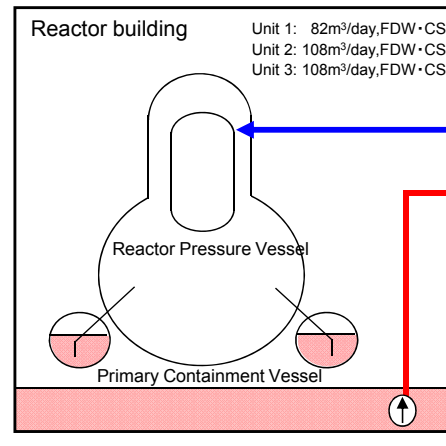 Reactor building
Unit 1: 82m³/day,FDW・CS
Unit 2: 108m³/day,FDW・CS
Unit 3: 108m³/day,FDW・CS
Reactor Pressure Vessel
Primary Containment Vessel